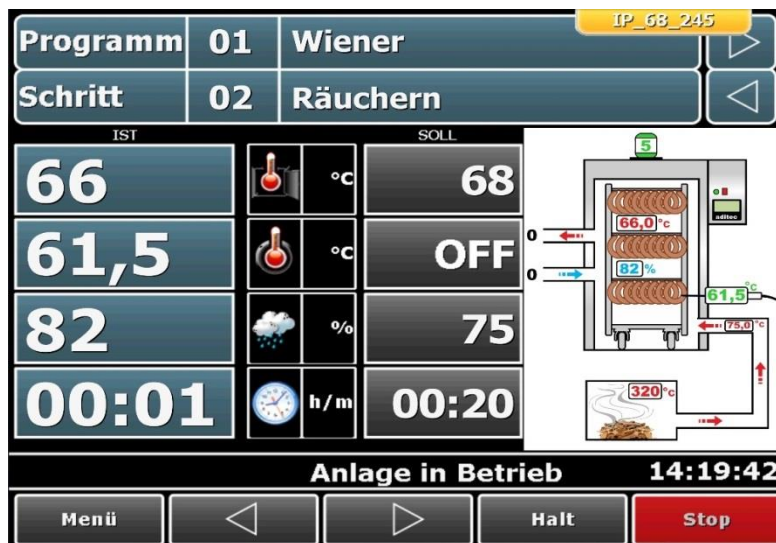 IP_68_245
Programm 01 Wiener
Schritt 02 Räuchern
IST SOLL
66 °C 68
61,5 °C OFF
82 % 75
00:01 h/m 00:20
5
aditec
66,0 °C
0
82 %
0
61,5 °C
75,0 °C
320 °C
Anlage in Betrieb 14:19:42
Menü Halt Stop